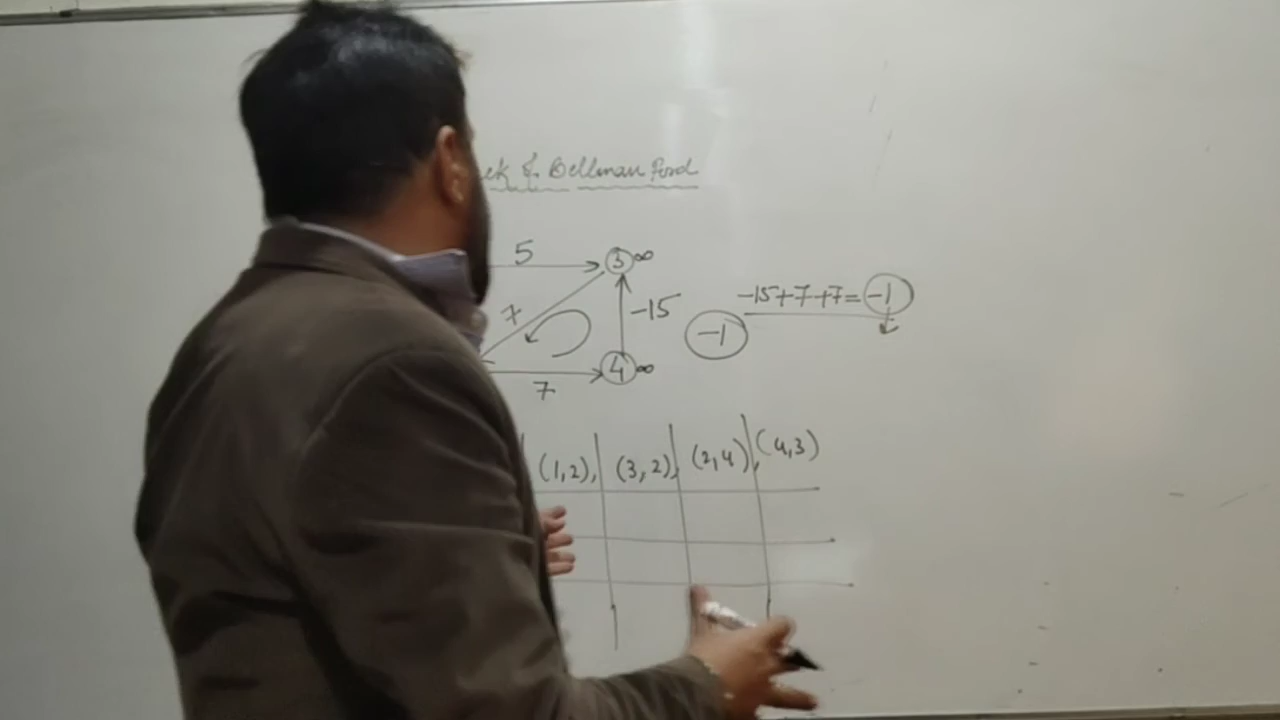 & Bellman Ford
5 3 ∞
-15+7+7= -1
7 -15 -1
4 ∞
7
(1,2), (3,2), (2,4), (4,3)